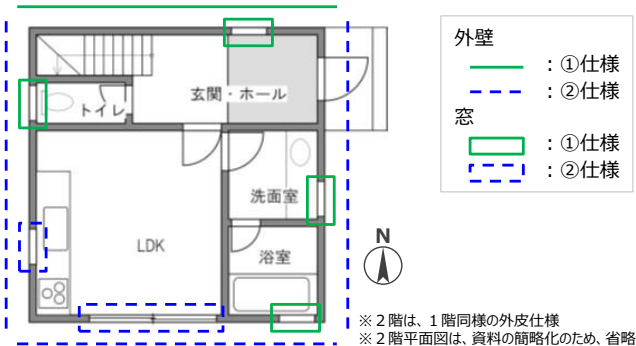 玄関・ホール
トイレ
洗面室
LDK
浴室
外壁
：①仕様
：②仕様
窓
：①仕様
：②仕様
N
※２階は、１階同様の外皮仕様
※２階平面図は、資料の簡略化のため、省略